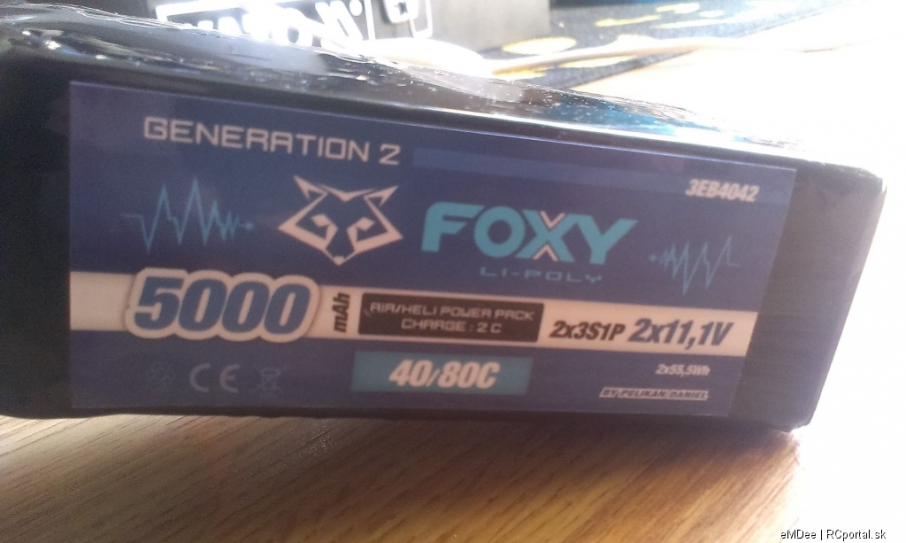 GENERATION 2
3EB4042
FOXY
LI-POLY
5000 mAh
AIR/HELI POWER PACK
CHARGE : 2 C
2x3S1P 2x11,1V
40/80C
2x55,5Wh
CE
BY PELIKAN DANIEL
eMDee | RCportal.sk